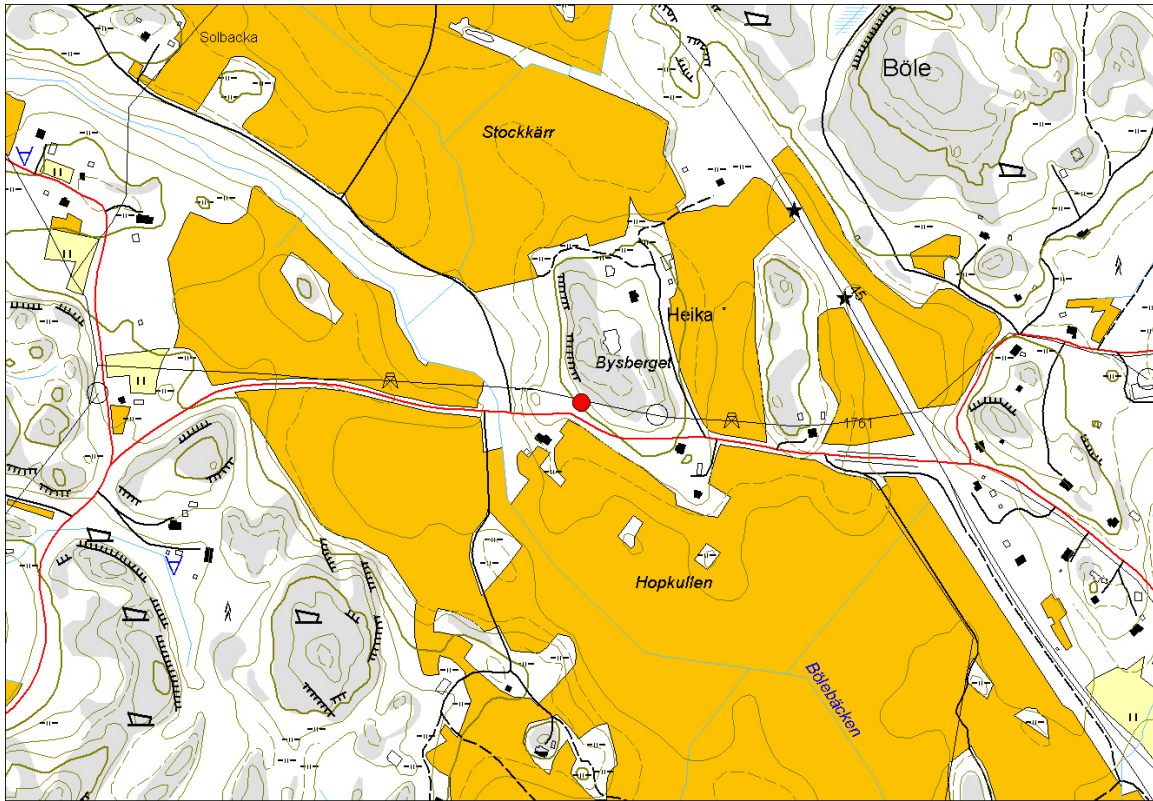 Solbacka
Böle
Stockkärr
45
Heika
Bysberget
1761
Hopkullen
Bölebäcken